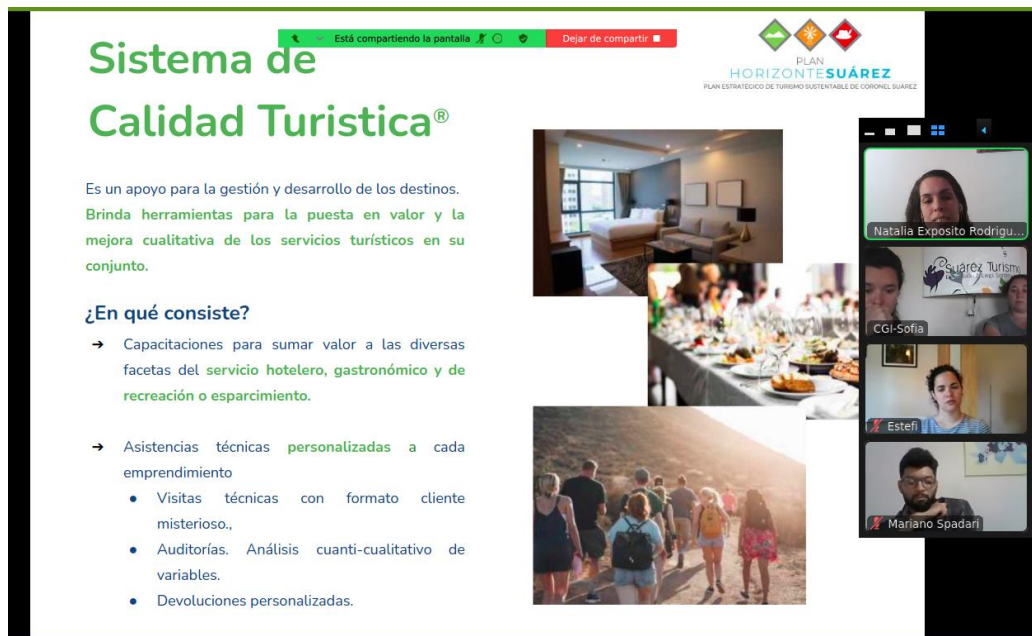 Está compartiendo la pantalla
Dejar de compartir
Sistema de
Calidad Turistica®
PLAN
HORIZONTESUÁREZ
PLAN ESTRATÉGICO DE TURISMO SUSTENTABLE DE CORONEL SUÁREZ
Es un apoyo para la gestión y desarrollo de los destinos.
Brinda herramientas para la puesta en valor y la
mejora cualitativa de los servicios turísticos en su
conjunto.
¿En qué consiste?
➔ Capacitaciones para sumar valor a las diversas
facetas del servicio hotelero, gastronómico y de
recreación o esparcimiento.
➔ Asistencias técnicas personalizadas a cada
emprendimiento
● Visitas técnicas con formato cliente
misterioso.,
● Auditorías. Análisis cuanti-cualitativo de
variables.
● Devoluciones personalizadas.
Natalia Exposito Rodrigu...
Suárez Turismo
CGI-Sofia
Estefi
Mariano Spadari